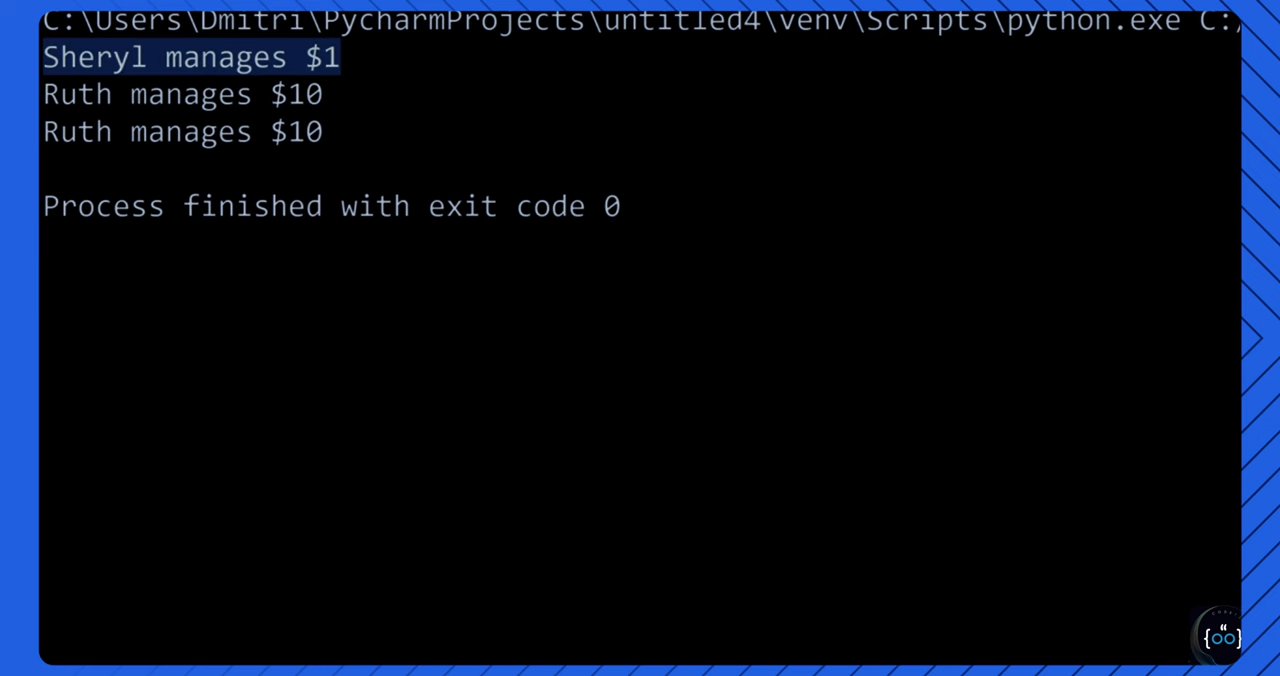 C:\Users\Dmitri\PycharmProjects\untitled4\venv\Scripts\python.exe C:/
Sheryl manages $1
Ruth manages $10
Ruth manages $10
Process finished with exit code 0
{oo}